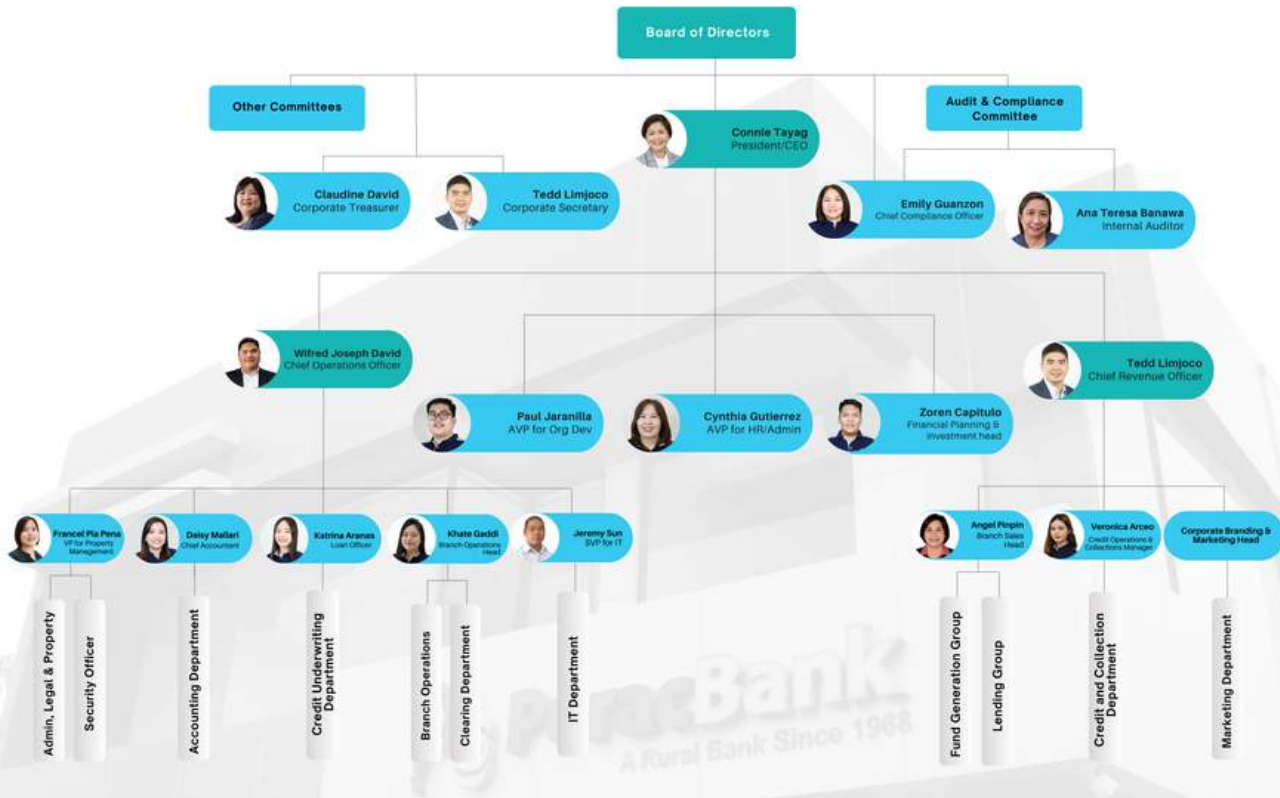 Board of Directors
Other Committees
Audit & Compliance
Committee
Connie Tayag
President/CEO
Claudine David
Corporate Treasurer
Tedd Limjoco
Corporate Secretary
Emily Guanzon
Chief Compliance Officer
Ana Teresa Banawa
Internal Auditor
Wifred Joseph David
Chief Operations Officer
Tedd Limjoco
Chief Revenue Officer
Paul Jaranilla
AVP for Org Dev
Cynthia Gutierrez
AVP for HR/Admin
Zoren Capitulo
Financial Planning &
investment head
Francel Pia Pena
VP for Property
Management
Daisy Mallari
Chief Accountant
Katrina Aranas
Loan Officer
Khate Gaddi
Branch Operations
Head
Jeremy Sun
SVP for IT
Angel Pinpin
Branch Sales
Head
Veronica Arceo
Credit Operations &
Collections Manager
Corporate Branding &
Marketing Head
Admin, Legal & Property
Security Officer
Accounting Department
Credit Underwriting
Department
Branch Operations
Clearing Department
IT Department
Fund Generation Group
Lending Group
Credit and Collection
Department
Marketing Department
PoracBank
A Rural Bank Since 1968